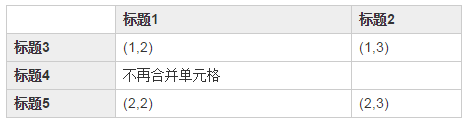 标题1 标题2
标题3 (1,2) (1,3)
标题4 不再合并单元格
标题5 (2,2) (2,3)